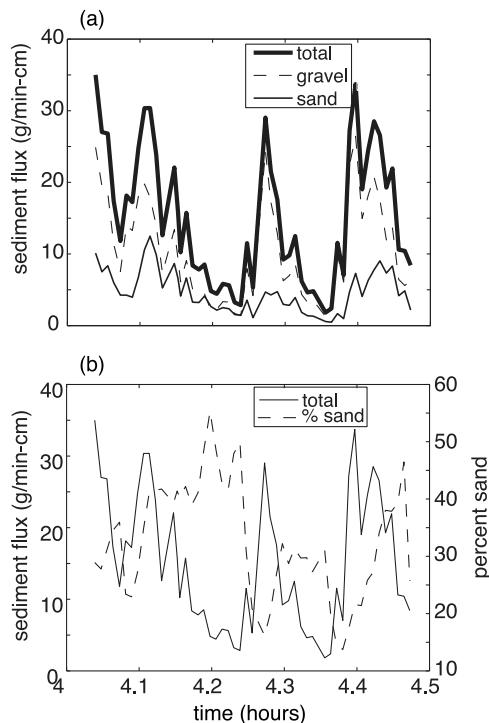 (a)
total
gravel
sand
sediment flux (g/min-cm)
40
30
20
10
0
(b)
total
% sand
sediment flux (g/min-cm)
40
30
20
10
0
percent sand
60
50
40
30
20
10
4 4.1 4.2 4.3 4.4 4.5
time (hours)